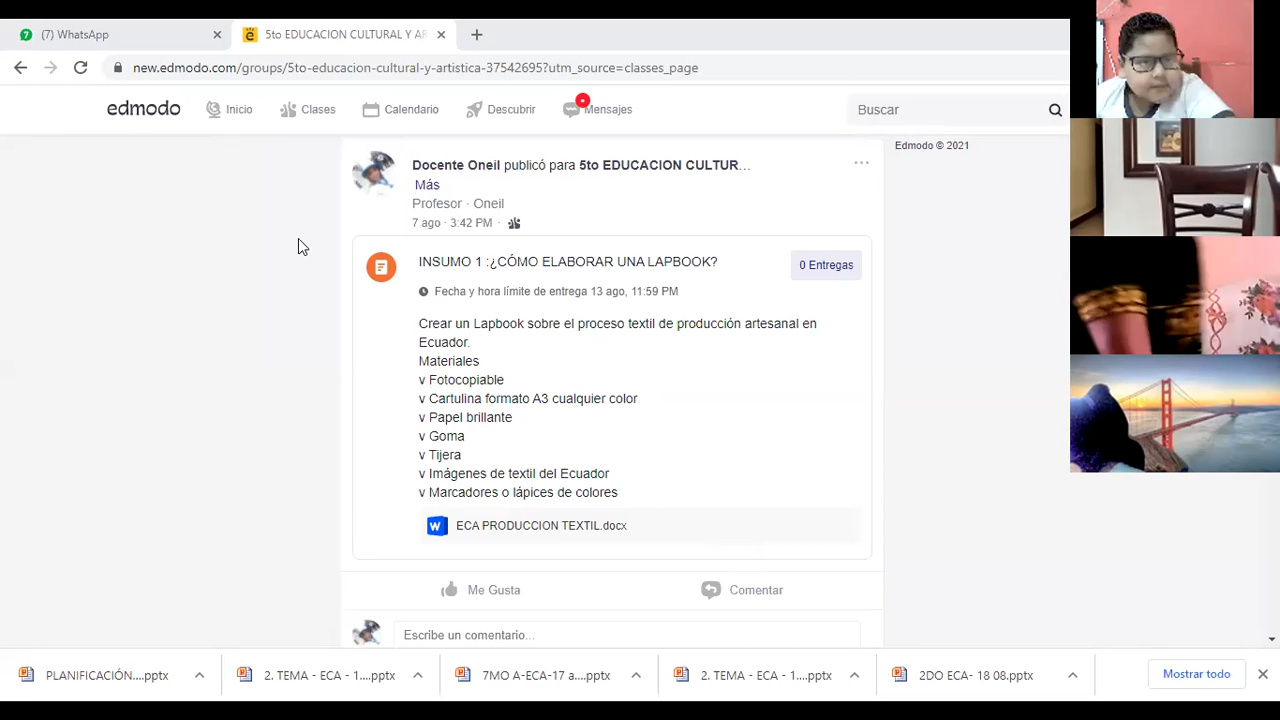 (7) WhatsApp
5to EDUCACION CULTURAL Y AR
new.edmodo.com/groups/5to-educacion-cultural-y-artistica-37542695?utm_source=classes_page
edmodo
Inicio
Clases
Calendario
Descubrir
Mensajes
Buscar
Edmodo © 2021
Docente Oneil publicó para 5to EDUCACION CULTUR…
Más
Profesor · Oneil
7 ago · 3:42 PM ·
INSUMO 1 :¿CÓMO ELABORAR UNA LAPBOOK?
0 Entregas
Fecha y hora límite de entrega 13 ago, 11:59 PM
Crear un Lapbook sobre el proceso textil de producción artesanal en
Ecuador.
Materiales
v Fotocopiable
v Cartulina formato A3 cualquier color
v Papel brillante
v Goma
v Tijera
v Imágenes de textil del Ecuador
v Marcadores o lápices de colores
ECA PRODUCCION TEXTIL.docx
Me Gusta
Comentar
Escribe un comentario...
PLANIFICACIÓN....pptx
2. TEMA - ECA - 1....pptx
7MO A-ECA-17 a....pptx
2. TEMA - ECA - 1....pptx
2DO ECA- 18 08.pptx
Mostrar todo